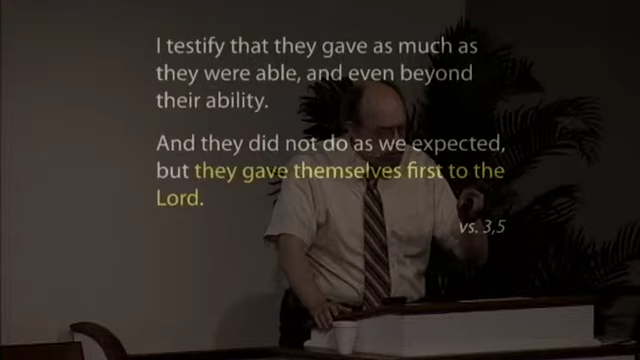 I testify that they gave as much as
they were able, and even beyond
their ability.
And they did not do as we expected,
but they gave themselves first to the
Lord.
vs. 3,5